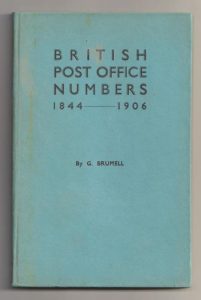 BRITISH
POST OFFICE
NUMBERS
1844——1906
By G. BRUMELL